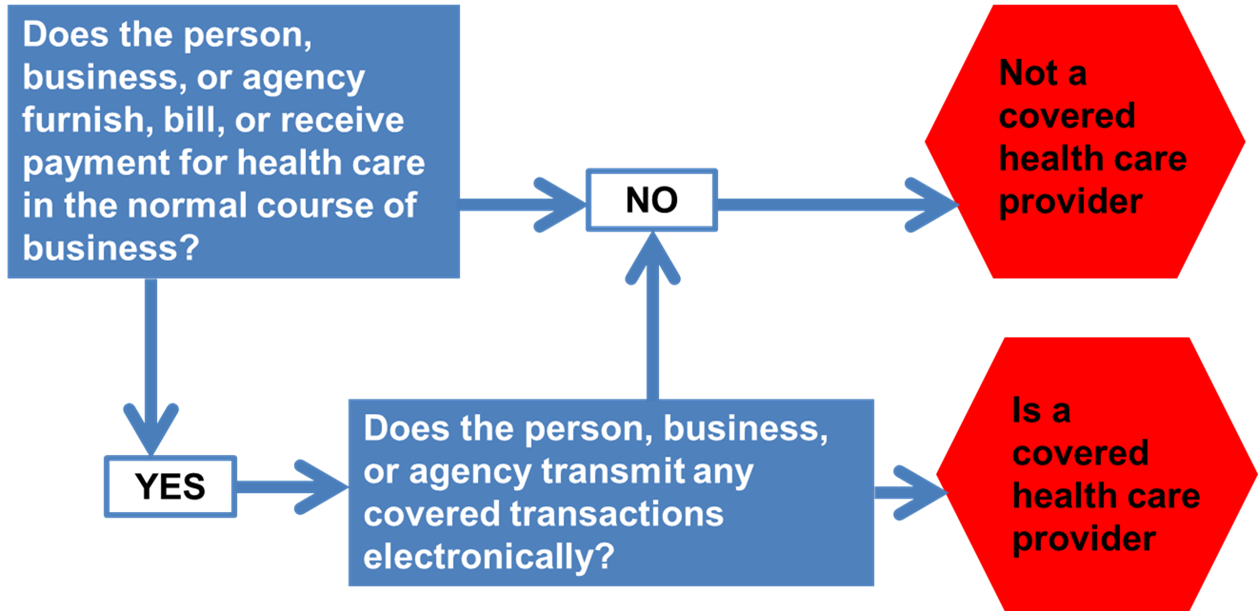 Does the person,
business, or agency
furnish, bill, or receive
payment for health care
in the normal course of
business?
NO
Not a
covered
health care
provider
YES
Does the person, business,
or agency transmit any
covered transactions
electronically?
Is a
covered
health care
provider